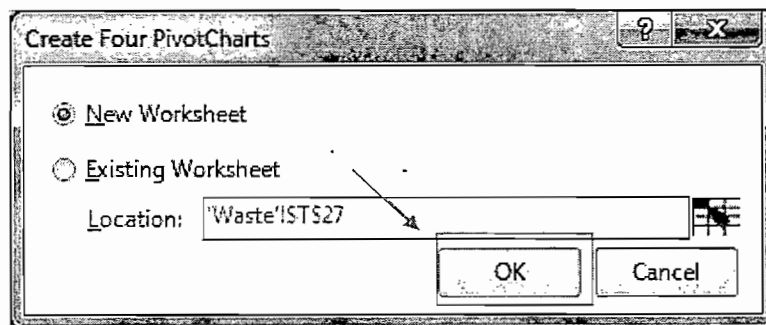 Create Four PivotCharts
New Worksheet
Existing Worksheet
Location: 'Waste'!$T$27
OK Cancel